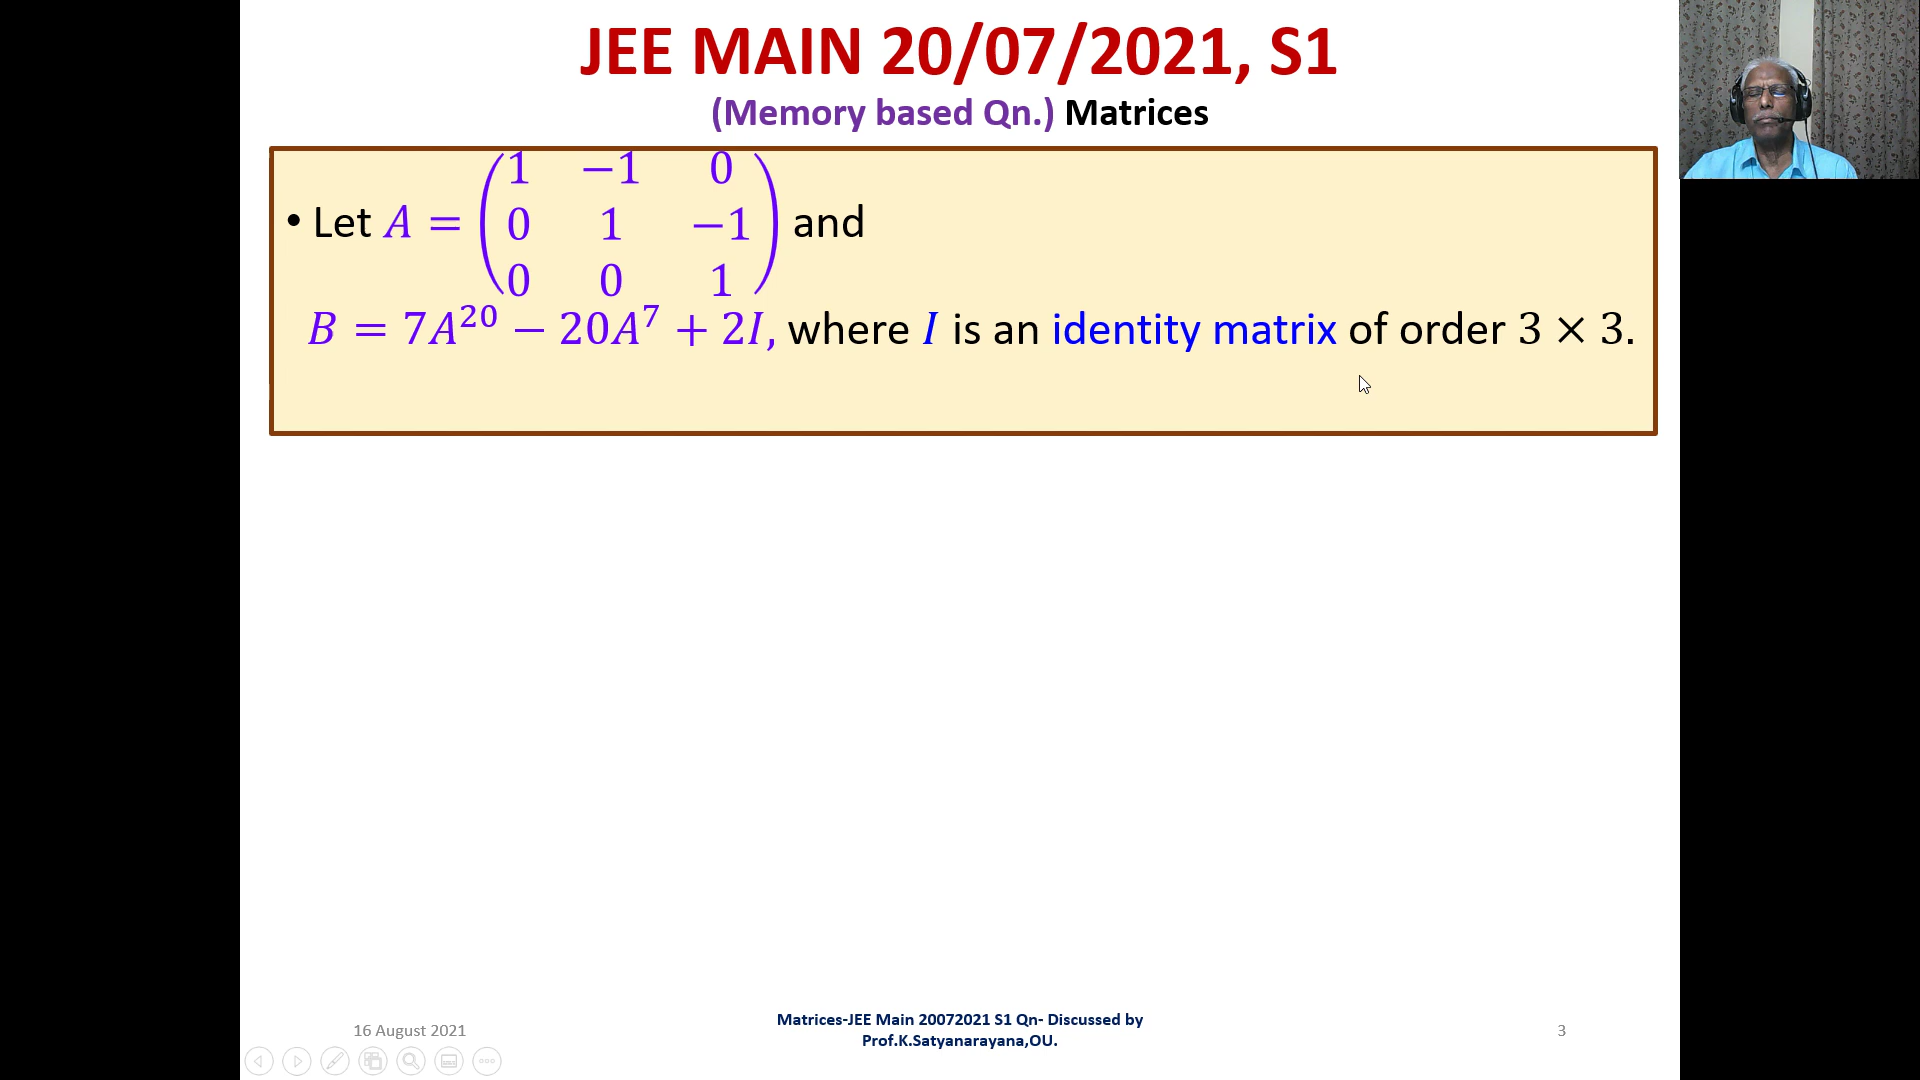 JEE MAIN 20/07/2021, S1
(Memory based Qn.) Matrices
• Let A = (1 −1 0
0 1 −1
0 0 1) and
B = 7A²⁰ − 20A⁷ + 2I, where I is an identity matrix of order 3 × 3.
16 August 2021
Matrices-JEE Main 20072021 S1 Qn- Discussed by
Prof.K.Satyanarayana,OU.
3